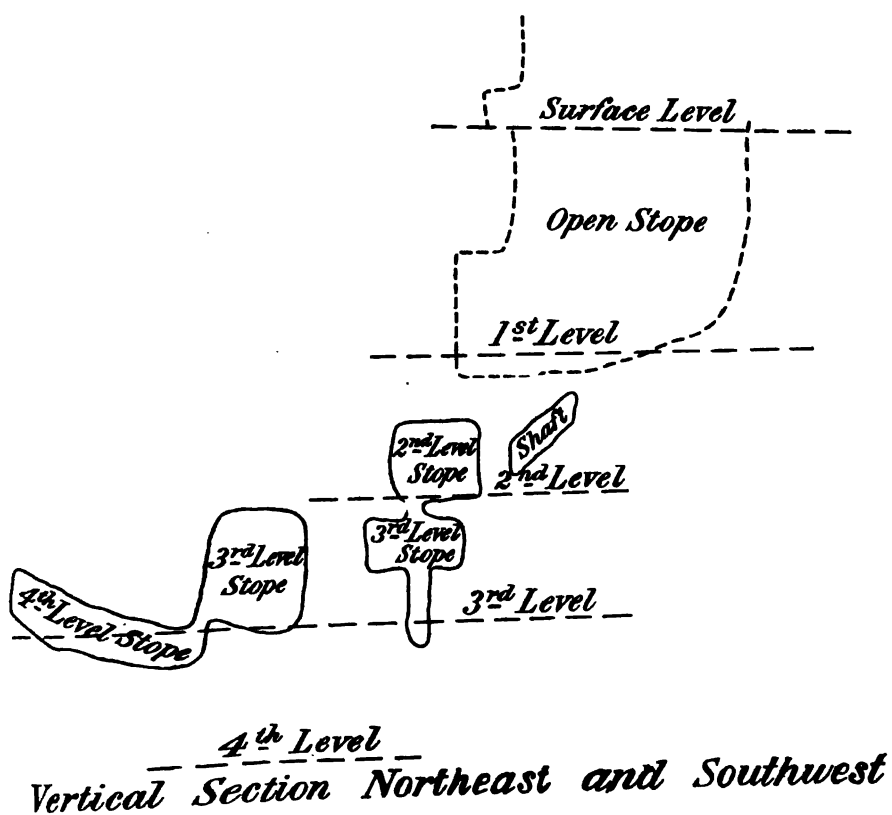 Surface Level
Open Stope
1st Level
Shaft
2nd Level
Stope
2nd Level
3rd Level
Stope
3rd Level
Stope
3rd Level
4th Level Stope
4th Level
Vertical Section Northeast and Southwest